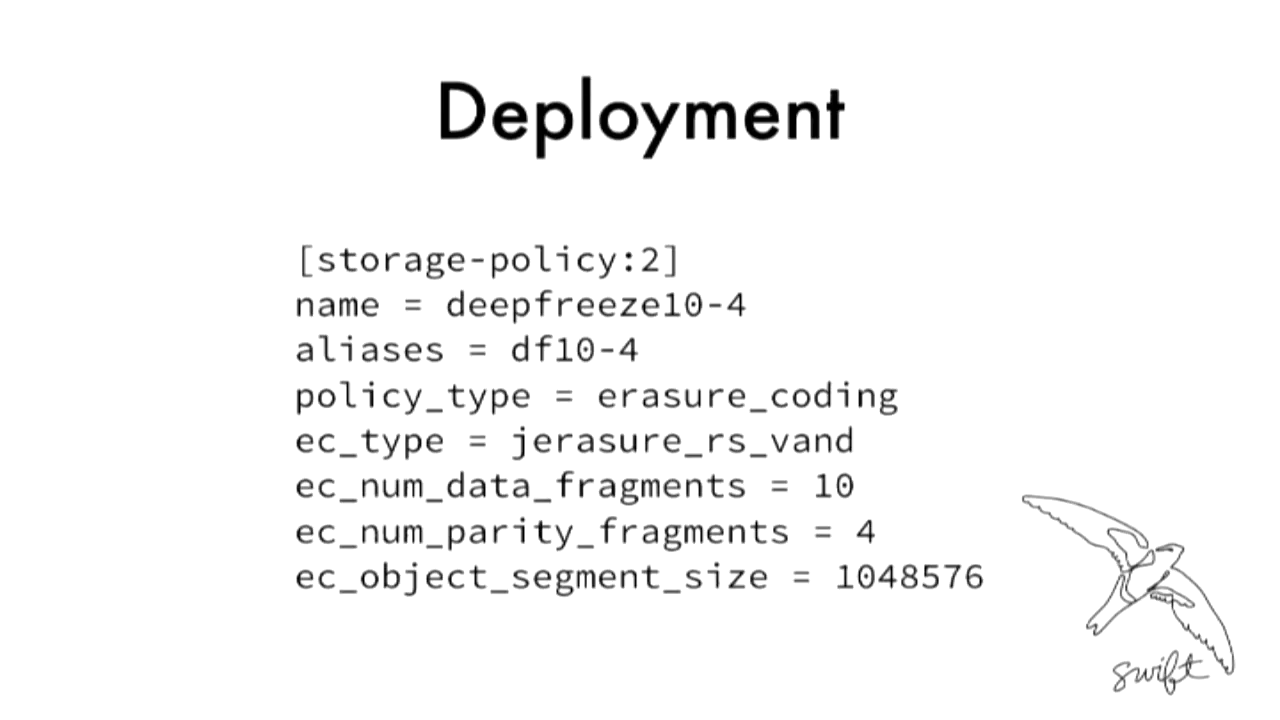 Deployment
[storage-policy:2]
name = deepfreeze10-4
aliases = df10-4
policy_type = erasure_coding
ec_type = jerasure_rs_vand
ec_num_data_fragments = 10
ec_num_parity_fragments = 4
ec_object_segment_size = 1048576
swift